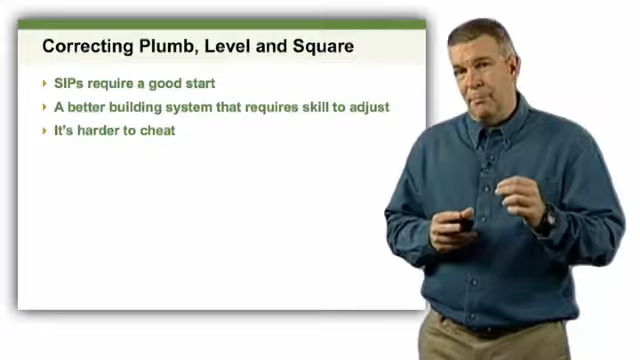 Correcting Plumb, Level and Square
SIPs require a good start
A better building system that requires skill to adjust
It's harder to cheat